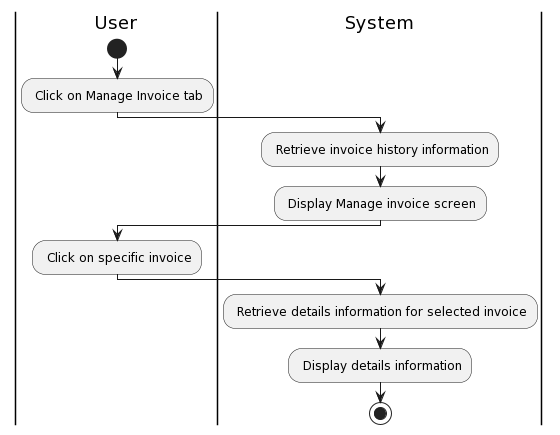 User
System
Click on Manage Invoice tab
Retrieve invoice history information
Display Manage invoice screen
Click on specific invoice
Retrieve details information for selected invoice
Display details information